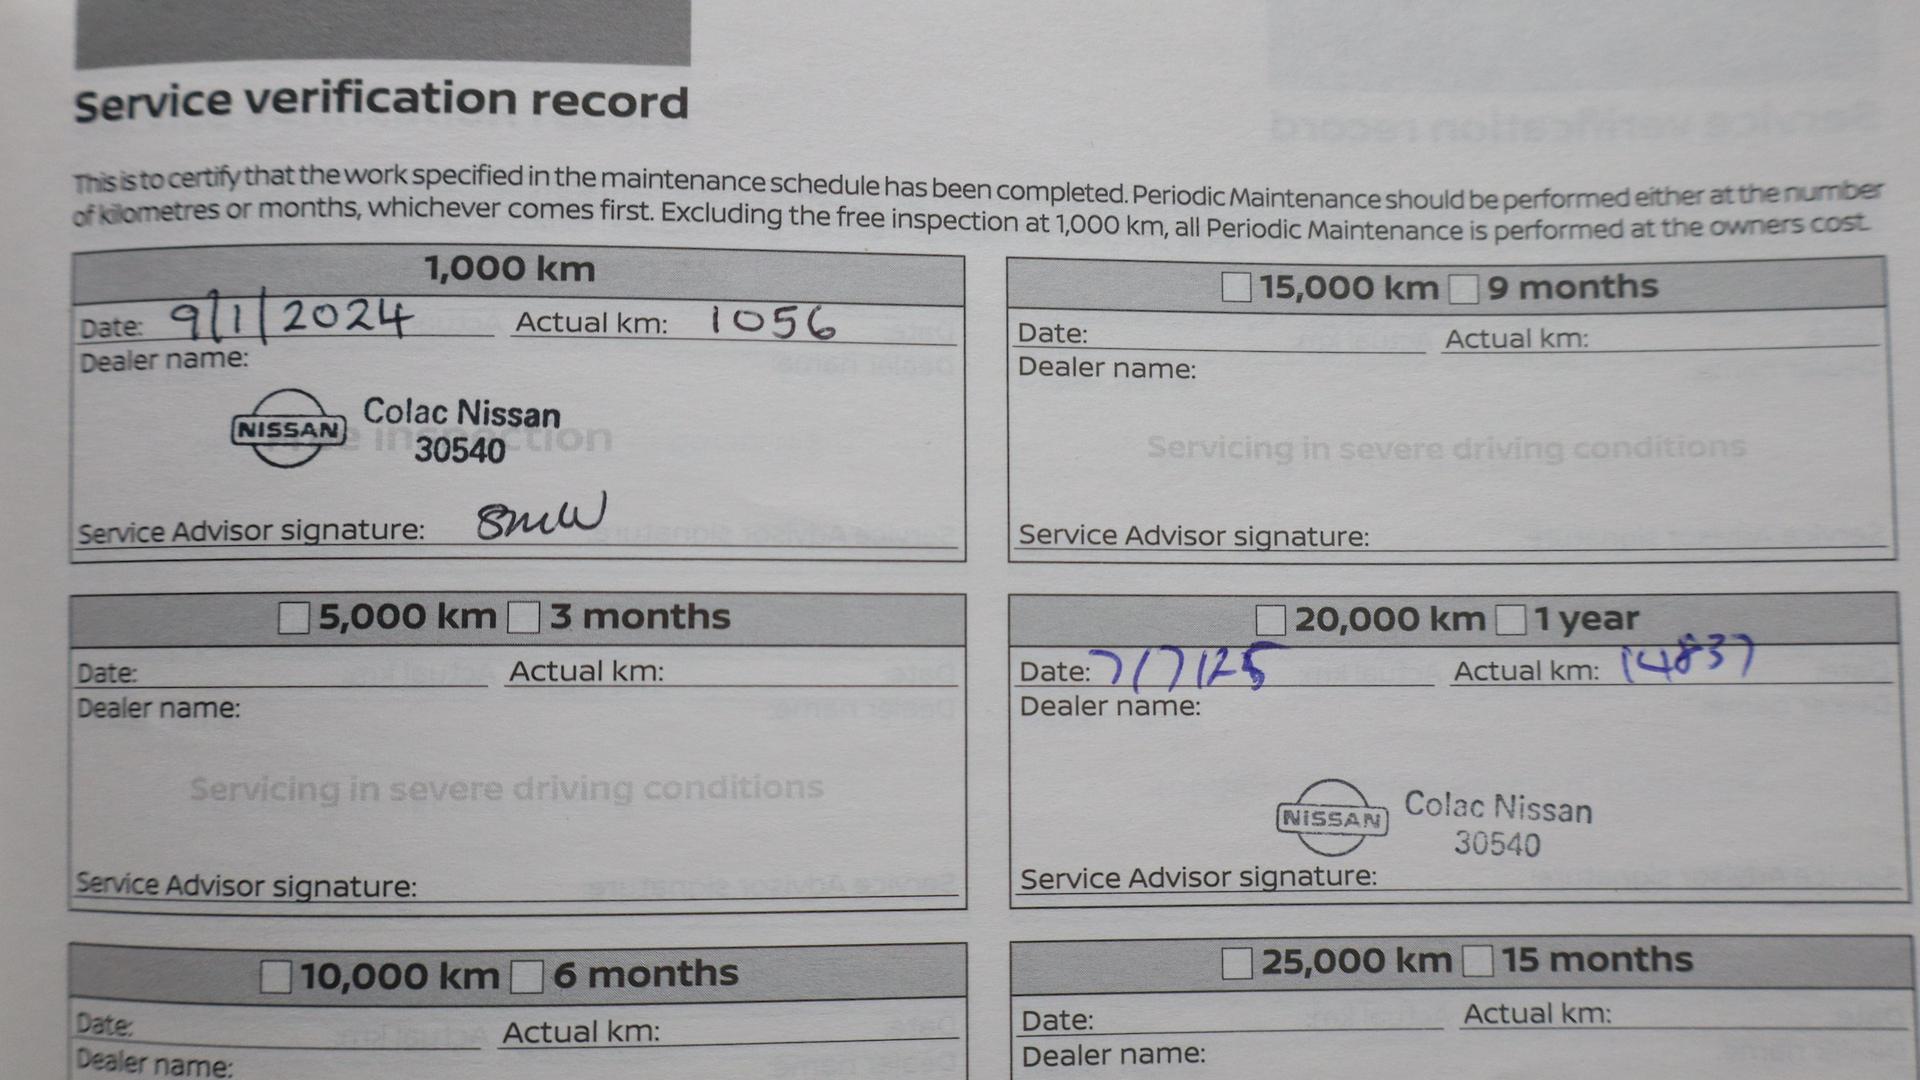 Service verification record
This is to certify that the work specified in the maintenance schedule has been completed. Periodic Maintenance should be performed either at the number
of kilometres or months, whichever comes first. Excluding the free inspection at 1,000 km, all Periodic Maintenance is performed at the owners cost.
1,000 km
Date: 9/1/2024 Actual km: 1056
Dealer name:
Free inspection
NISSAN Colac Nissan
30540
Service Advisor signature: SMW
5,000 km 3 months
Date: Actual km:
Dealer name:
Servicing in severe driving conditions
Service Advisor signature:
10,000 km 6 months
Date: Actual km:
Dealer name:
15,000 km 9 months
Date: Actual km:
Dealer name:
Servicing in severe driving conditions
Service Advisor signature:
20,000 km 1 year
Date: 7/7/25 Actual km: 14837
Dealer name:
NISSAN Colac Nissan
30540
Service Advisor signature:
25,000 km 15 months
Date: Actual km:
Dealer name: